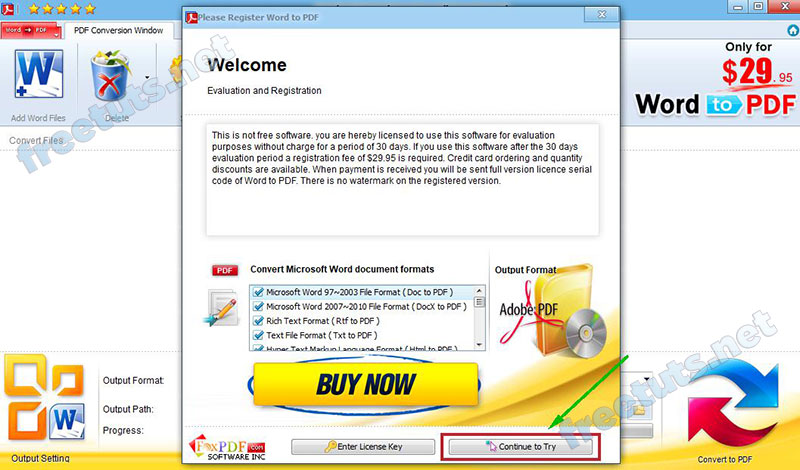 Please Register Word to PDF
Word → PDF
PDF Conversion Window
Add Word Files
Delete
Convert Files
Only for
$29.95
Word to PDF
Welcome
Evaluation and Registration
This is not free software. you are hereby licensed to use this software for evaluation
purposes without charge for a period of 30 days. If you use this software after the 30 days
evaluation period a registration fee of $29.95 is required. Credit card ordering and quantity
discounts are available. When payment is received you will be sent full version licence serial
code of Word to PDF. There is no watermark on the registered version.
PDF
Convert Microsoft Word document formats
Microsoft Word 97~2003 File Format ( Doc to PDF )
Microsoft Word 2007~2010 File Format ( DocX to PDF )
Rich Text Format ( Rtf to PDF )
Text File Format ( Txt to PDF )
Hyper Text Markup Language Format ( Html to PDF )
Output Format
Adobe PDF
BUY NOW
Output Format:
Output Path:
Progress:
Output Setting
FoxPDF.COM
SOFTWARE INC
Enter License Key
Continue to Try
Convert to PDF
freetuts.net
freetuts.net